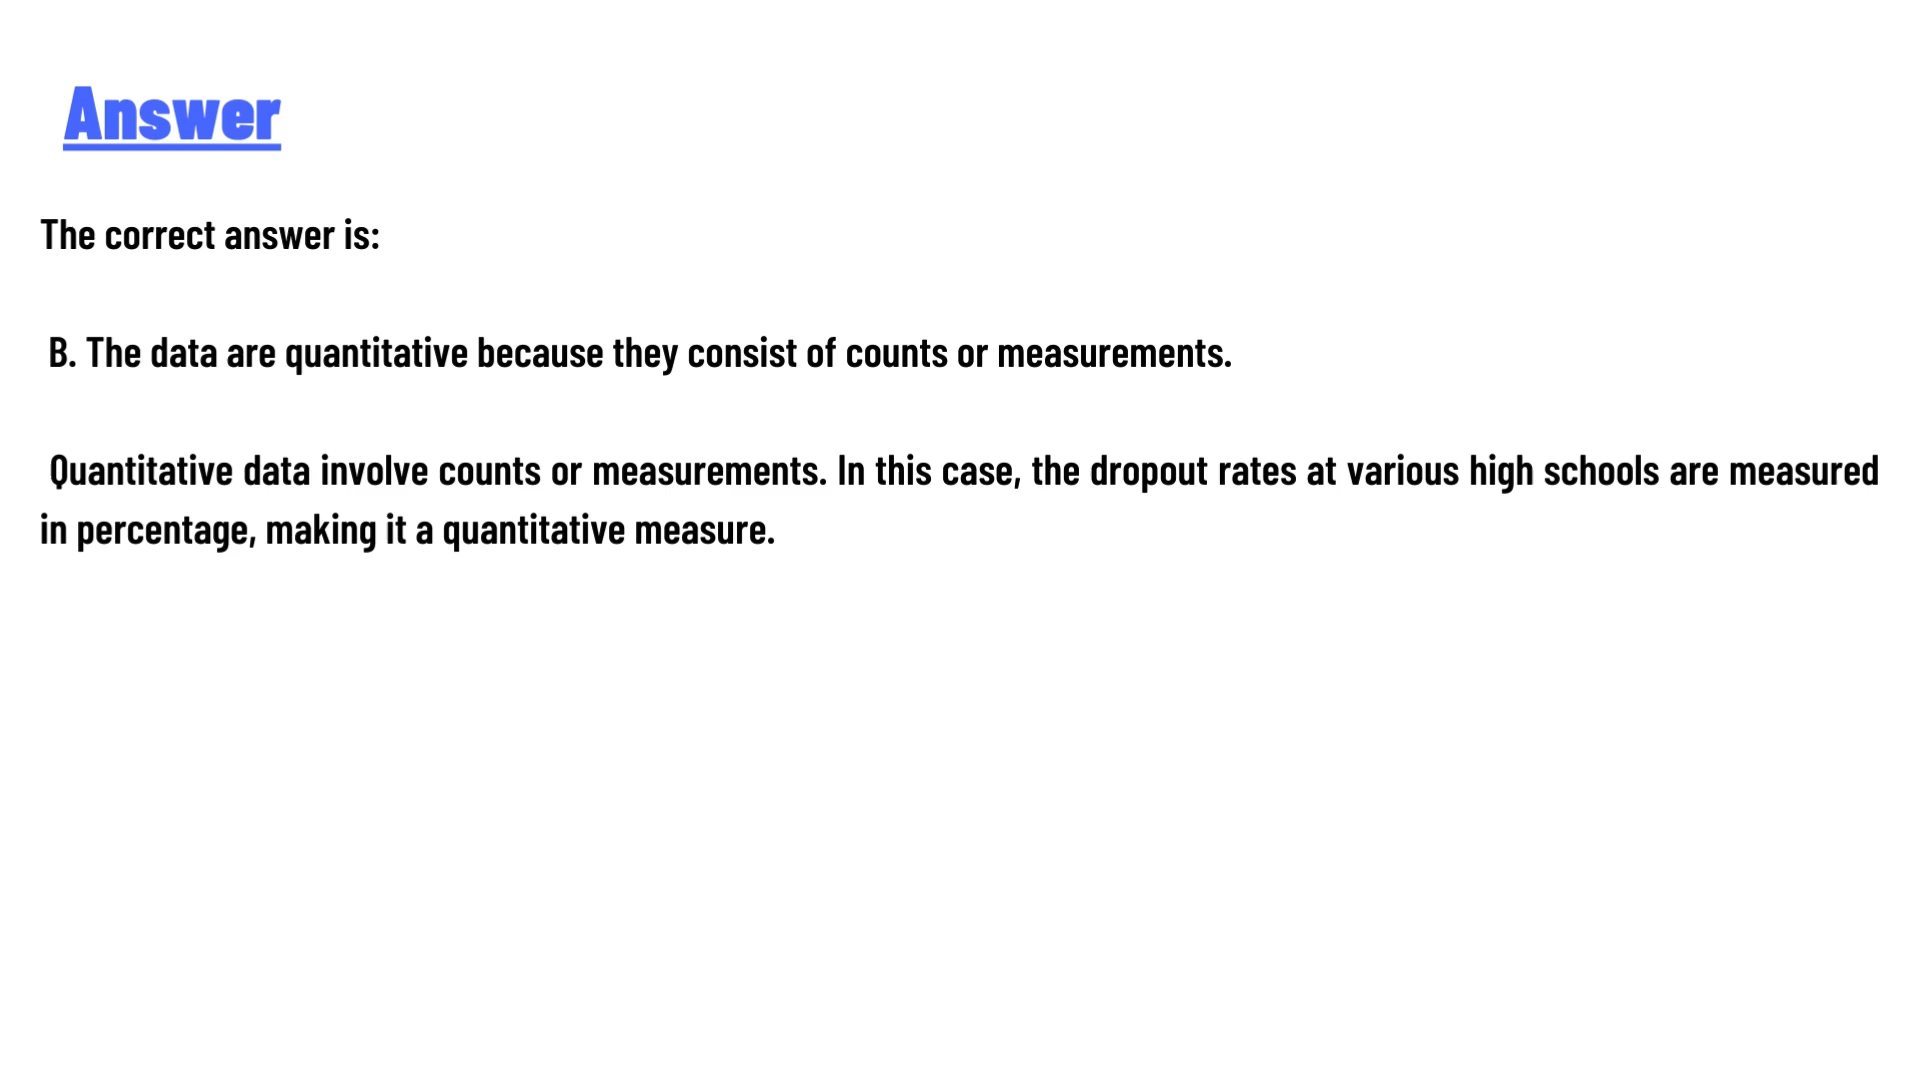 Answer
The correct answer is:
B. The data are quantitative because they consist of counts or measurements.
Quantitative data involve counts or measurements. In this case, the dropout rates at various high schools are measured
in percentage, making it a quantitative measure.